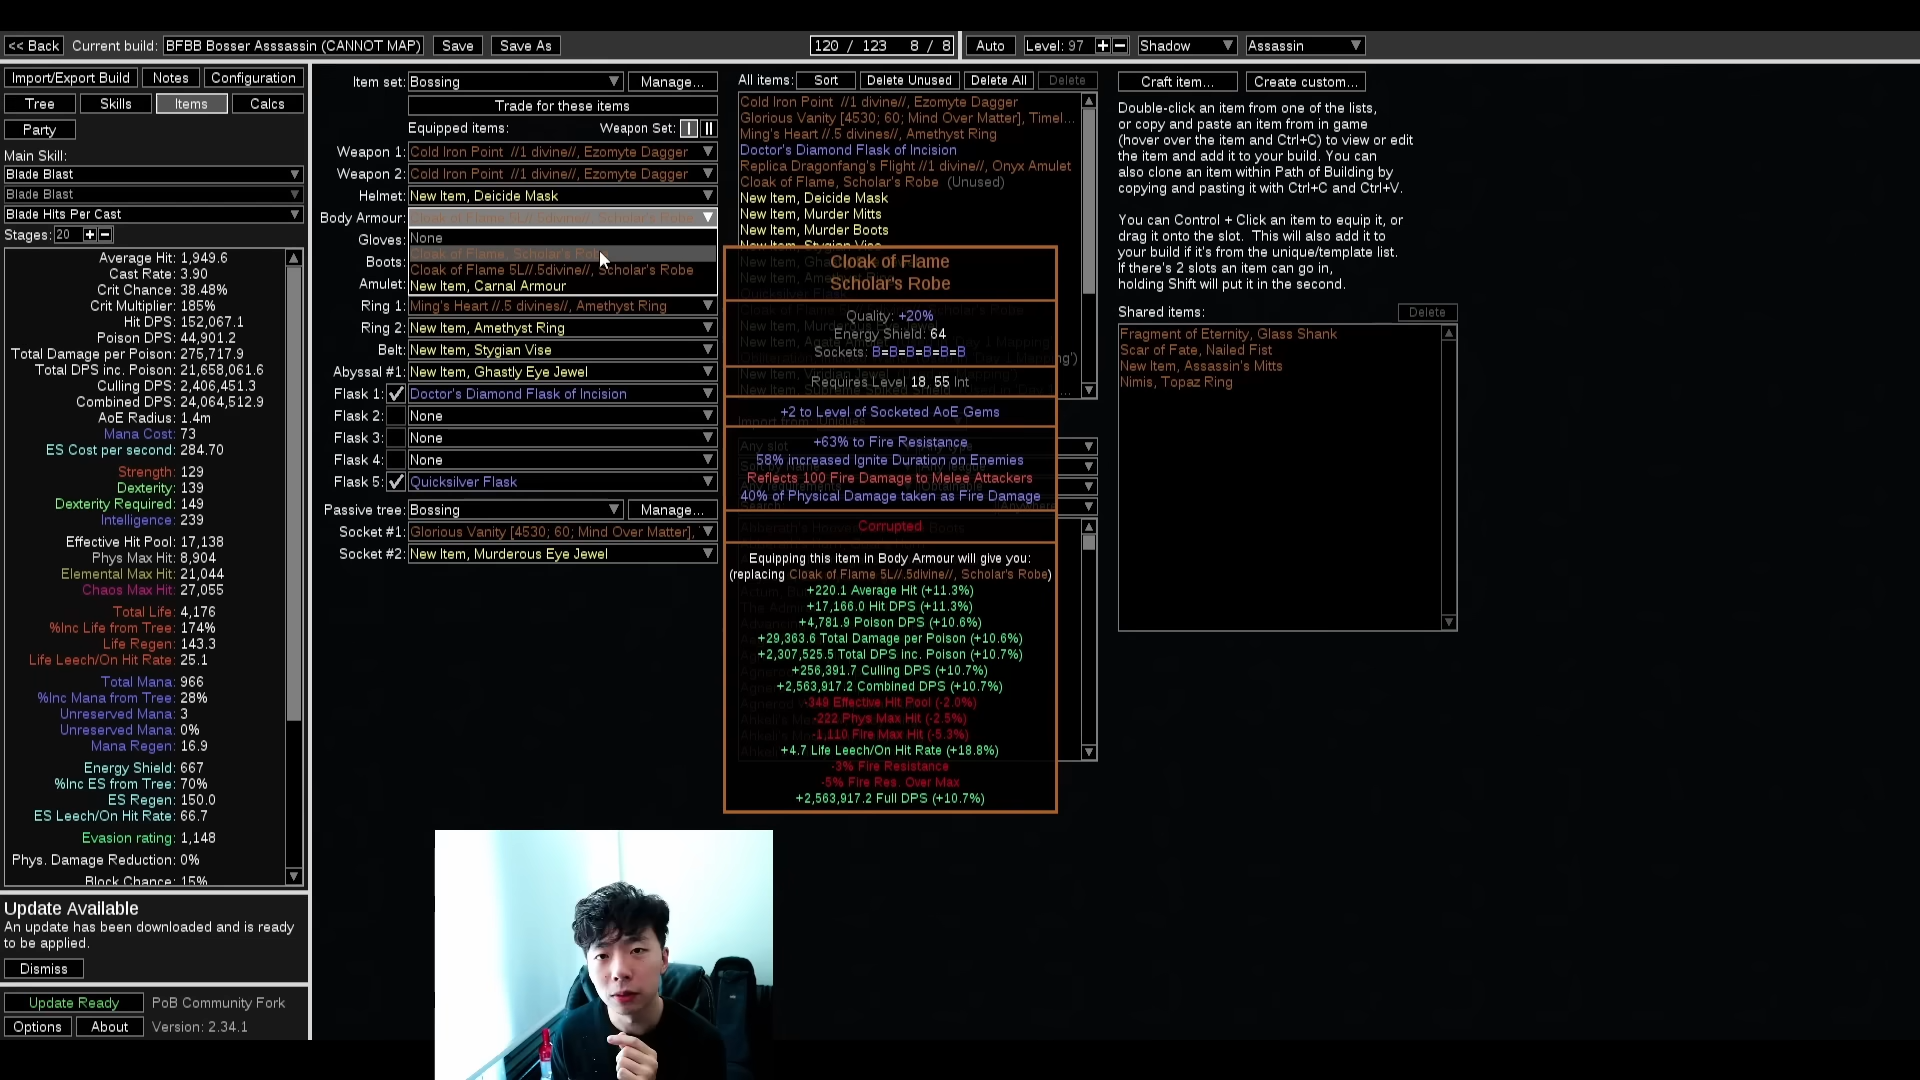 << Back
Current build:
BFBB Bosser Asssassin (CANNOT MAP)
Save
Save As
120 / 123 8 / 8
Auto
Level: 97
Shadow
Assassin
Import/Export Build
Notes
Configuration
Tree
Skills
Items
Calcs
Party
Main Skill:
Blade Blast
Blade Blast
Blade Hits Per Cast
Stages: 20
Average Hit: 1,949.6
Cast Rate: 3.90
Crit Chance: 38.48%
Crit Multiplier: 185%
Hit DPS: 152,067.1
Poison DPS: 44,901.2
Total Damage per Poison: 275,717.9
Total DPS inc. Poison: 21,658,061.6
Culling DPS: 2,406,451.3
Combined DPS: 24,064,512.9
AoE Radius: 1.4m
Mana Cost: 73
ES Cost per second: 284.70
Strength: 129
Dexterity: 139
Dexterity Required: 149
Intelligence: 239
Effective Hit Pool: 17,138
Phys Max Hit: 8,904
Elemental Max Hit: 21,044
Chaos Max Hit: 27,055
Total Life: 4,176
%Inc Life from Tree: 174%
Life Regen: 143.3
Life Leech/On Hit Rate: 25.1
Total Mana: 966
%Inc Mana from Tree: 28%
Unreserved Mana: 3
Unreserved Mana: 0%
Mana Regen: 16.9
Energy Shield: 667
%Inc ES from Tree: 70%
ES Regen: 150.0
ES Leech/On Hit Rate: 66.7
Evasion rating: 1,148
Phys. Damage Reduction: 0%
Block Chance: 15%
Update Available
An update has been downloaded and is ready
to be applied.
Dismiss
Update Ready
PoB Community Fork
Options
About
Version: 2.34.1
Item set: Bossing
Manage...
Trade for these items
Equipped items:
Weapon Set: I II
Weapon 1: Cold Iron Point //1 divine//, Ezomyte Dagger
Weapon 2: Cold Iron Point //1 divine//, Ezomyte Dagger
Helmet: New Item, Deicide Mask
Body Armour: Cloak of Flame 5L//.5divine//, Scholar's Robe
Gloves:
Boots:
Amulet:
None
Cloak of Flame, Scholar's Robe
Cloak of Flame 5L//.5divine//, Scholar's Robe
New Item, Carnal Armour
Ring 1: Ming's Heart //.5 divines//, Amethyst Ring
Ring 2: New Item, Amethyst Ring
Belt: New Item, Stygian Vise
Abyssal #1: New Item, Ghastly Eye Jewel
Flask 1: Doctor's Diamond Flask of Incision
Flask 2: None
Flask 3: None
Flask 4: None
Flask 5: Quicksilver Flask
Passive tree: Bossing
Manage...
Socket #1: Glorious Vanity [4530; 60; Mind Over Matter],
Socket #2: New Item, Murderous Eye Jewel
All items:
Sort
Delete Unused
Delete All
Delete
Cold Iron Point //1 divine//, Ezomyte Dagger
Glorious Vanity [4530; 60; Mind Over Matter], Timel...
Ming's Heart //.5 divines//, Amethyst Ring
Doctor's Diamond Flask of Incision
Replica Dragonfang's Flight //1 divine//, Onyx Amulet
Cloak of Flame, Scholar's Robe (Unused)
New Item, Deicide Mask
New Item, Murder Mitts
New Item, Murder Boots
New Item, Stygian Vise
Cloak of Flame
Scholar's Robe
Quality: +20%
Energy Shield: 64
Sockets: B=B=B=B=B=B
Requires Level 18, 55 Int
+2 to Level of Socketed AoE Gems
+63% to Fire Resistance
58% increased Ignite Duration on Enemies
Reflects 100 Fire Damage to Melee Attackers
40% of Physical Damage taken as Fire Damage
Corrupted
Equipping this item in Body Armour will give you:
(replacing Cloak of Flame 5L//.5divine//, Scholar's Robe)
+220.1 Average Hit (+11.3%)
+17,166.0 Hit DPS (+11.3%)
+4,781.9 Poison DPS (+10.6%)
+29,363.6 Total Damage per Poison (+10.6%)
+2,307,525.5 Total DPS inc. Poison (+10.7%)
+256,391.7 Culling DPS (+10.7%)
+2,563,917.2 Combined DPS (+10.7%)
-349 Effective Hit Pool (-2.0%)
-222 Phys Max Hit (-2.5%)
-1,110 Fire Max Hit (-5.3%)
+4.7 Life Leech/On Hit Rate (+18.8%)
-3% Fire Resistance
-5% Fire Res. Over Max
+2,563,917.2 Full DPS (+10.7%)
Craft item...
Create custom...
Double-click an item from one of the lists,
or copy and paste an item from in game
(hover over the item and Ctrl+C) to view or edit
the item and add it to your build. You can
also clone an item within Path of Building by
copying and pasting it with Ctrl+C and Ctrl+V.
You can Control + Click an item to equip it, or
drag it onto the slot. This will also add it to
your build if it's from the unique/template list.
If there's 2 slots an item can go in,
holding Shift will put it in the second.
Shared items:
Delete
Fragment of Eternity, Glass Shank
Scar of Fate, Nailed Fist
New Item, Assassin's Mitts
Nimis, Topaz Ring